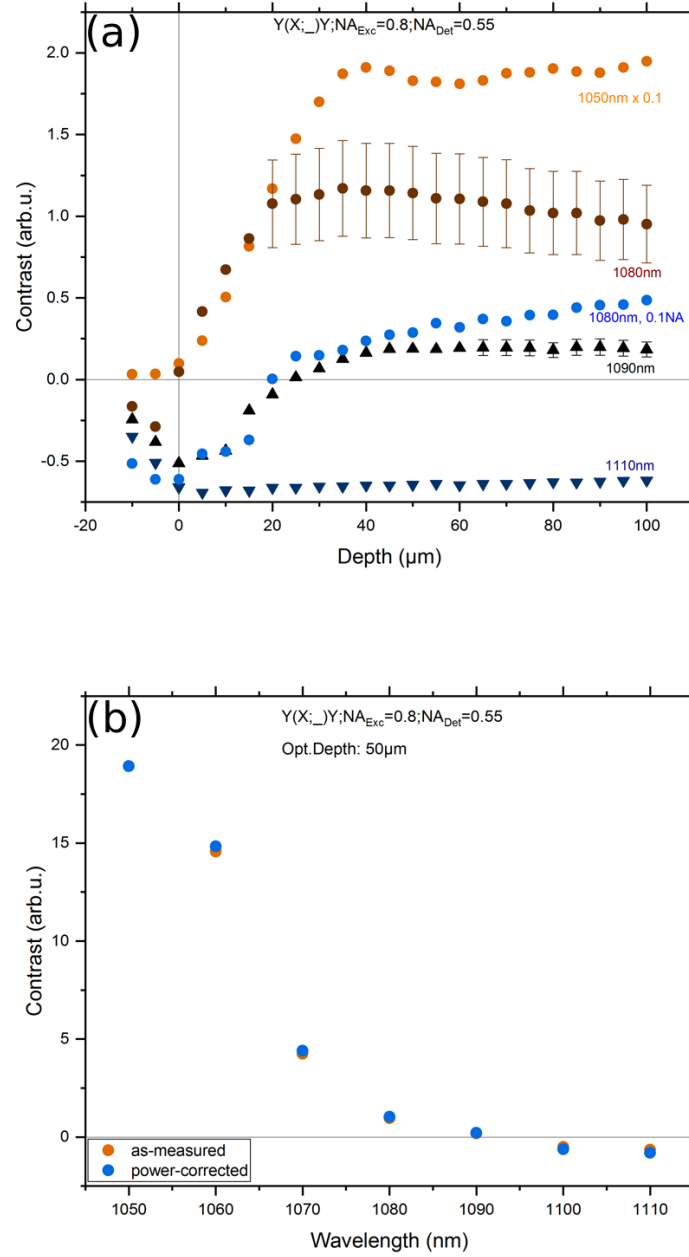 (a)
Y(X;_)Y;NA_Exc=0.8;NA_Det=0.55
2.0
1050nm x 0.1
1.5
1.0
1080nm
0.5
1080nm, 0.1NA
1090nm
0.0
-0.5
1110nm
-20 0 20 40 60 80 100
Contrast (arb.u.)
Depth (µm)
(b)
Y(X;_)Y;NA_Exc=0.8;NA_Det=0.55
Opt.Depth: 50µm
20
15
10
5
0
Contrast (arb.u.)
as-measured
power-corrected
1050 1060 1070 1080 1090 1100 1110
Wavelength (nm)